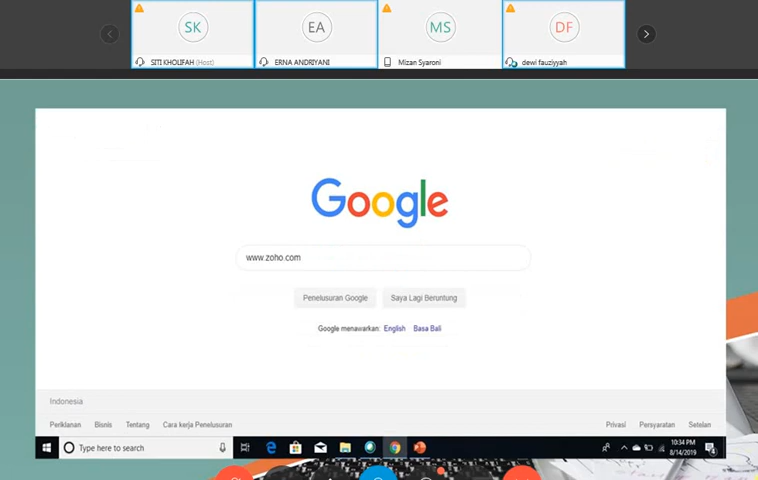 SK
EA
MS
DF
SITI KHOLIFAH (Host)
ERNA ANDRIYANI
Mizan Syaroni
dewi fauziyyah
Google
www.zoho.com
Penelusuran Google
Saya Lagi Beruntung
Google menawarkan: English Basa Bali
Indonesia
Periklanan Bisnis Tentang Cara kerja Penelusuran
Privasi Persyaratan Setelan
Type here to search
10:34 PM
8/14/2019